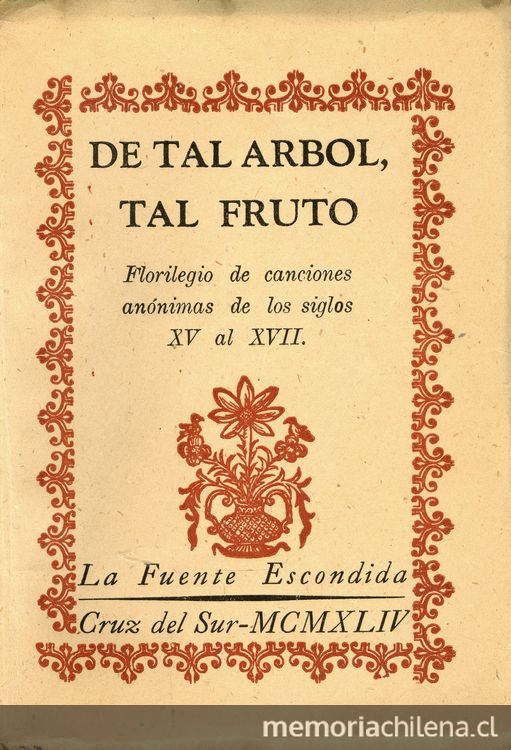 DE TAL ARBOL,
TAL FRUTO
Florilegio de canciones
anónimas de los siglos
XV al XVII.
La Fuente Escondida
Cruz del Sur-MCMXLIV
memoriachilena.cl